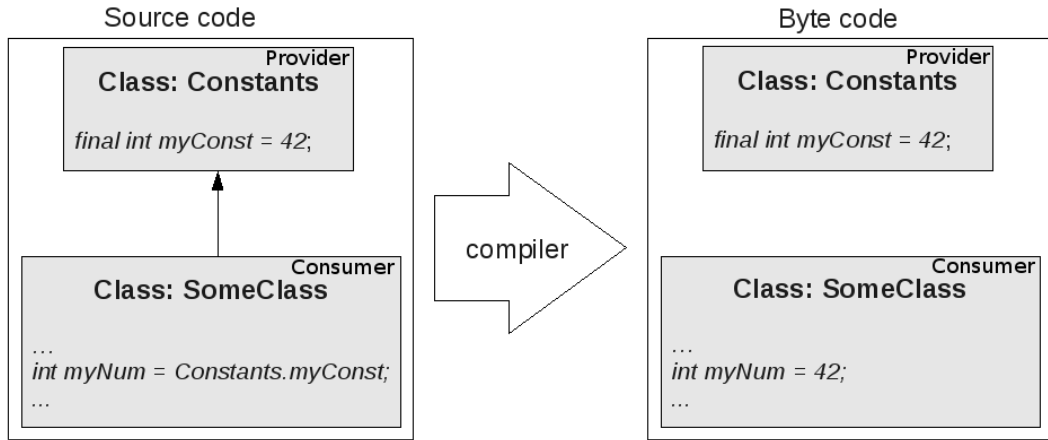 Source code
Provider
Class: Constants
final int myConst = 42;
Consumer
Class: SomeClass
...
int myNum = Constants.myConst;
...
compiler
Byte code
Provider
Class: Constants
final int myConst = 42;
Consumer
Class: SomeClass
...
int myNum = 42;
...